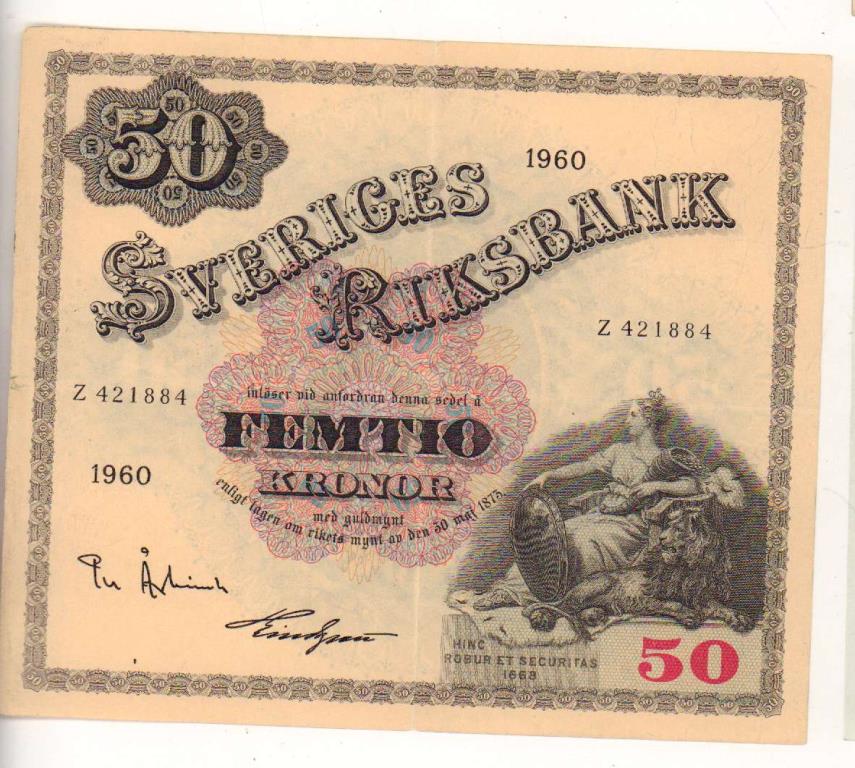 50
SVERIGES
1960
RIKSBANK
Z 421884
Z 421884
inlöser vid anfordran denna sedel å
FEMTIO
KRONOR
med guldmynt
enligt lagen om rikets mynt av den 30 maj 1873.
1960
HINC
ROBUR ET SECURITAS
1668
50